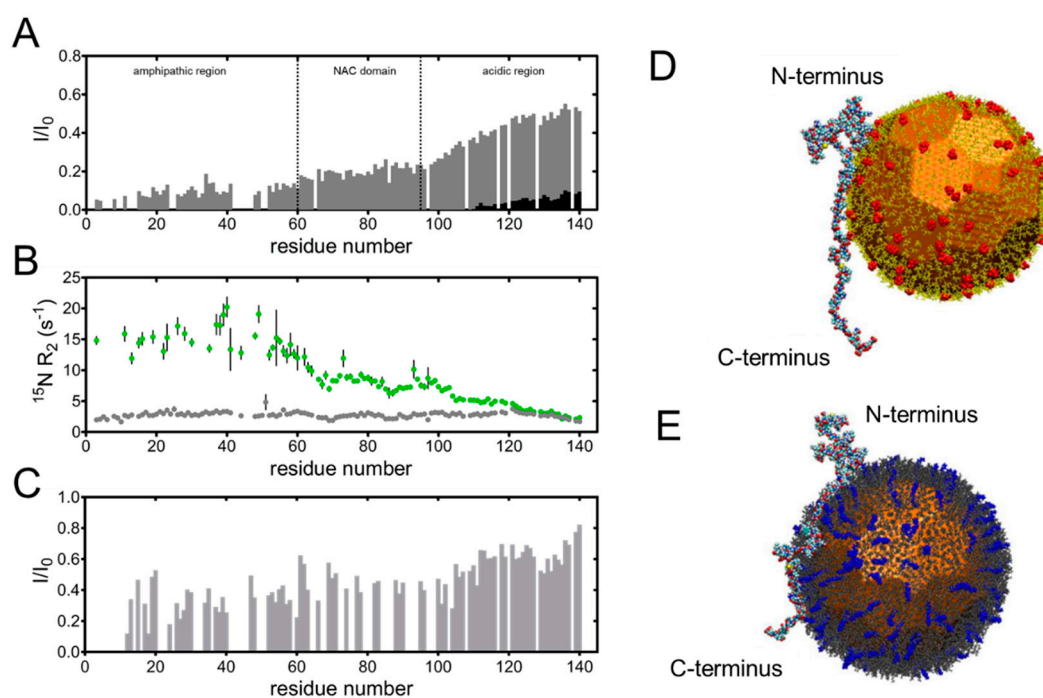 A
I/I0
0.8
0.6
0.4
0.2
0.0
amphipathic region
NAC domain
acidic region
0 20 40 60 80 100 120 140
residue number
B
15N R2 (s-1)
25
20
15
10
5
0
0 20 40 60 80 100 120 140
residue number
C
I/I0
1.0
0.8
0.6
0.4
0.2
0.0
0 20 40 60 80 100 120 140
residue number
D
N-terminus
C-terminus
E
N-terminus
C-terminus